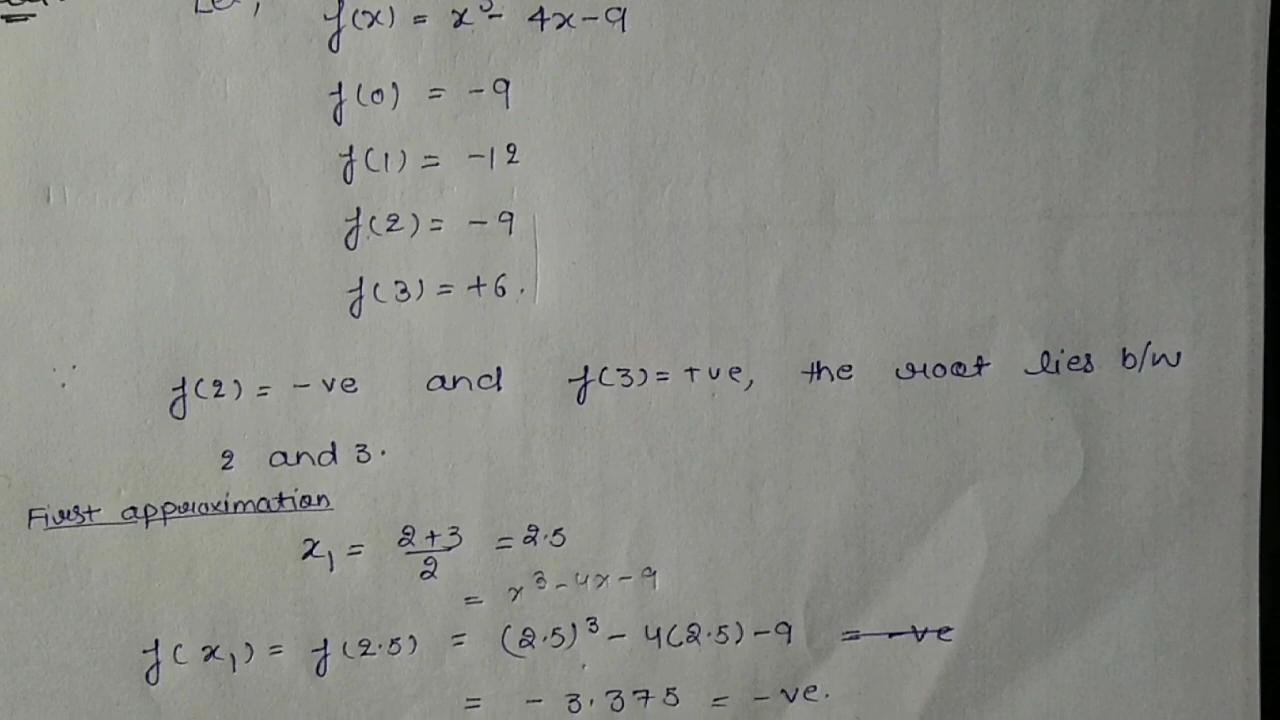 Let,
f(x) = x³ - 4x - 9
f(0) = -9
f(1) = -12
f(2) = -9
f(3) = +6.
∵ f(2) = -ve and f(3) = +ve, the root lies b/w
2 and 3.
First approximation
x₁ = (2+3)/2 = 2.5
= x³-4x-9
f(x₁) = f(2.5) = (2.5)³ - 4(2.5) - 9 = -ve
= - 3.375 = -ve.